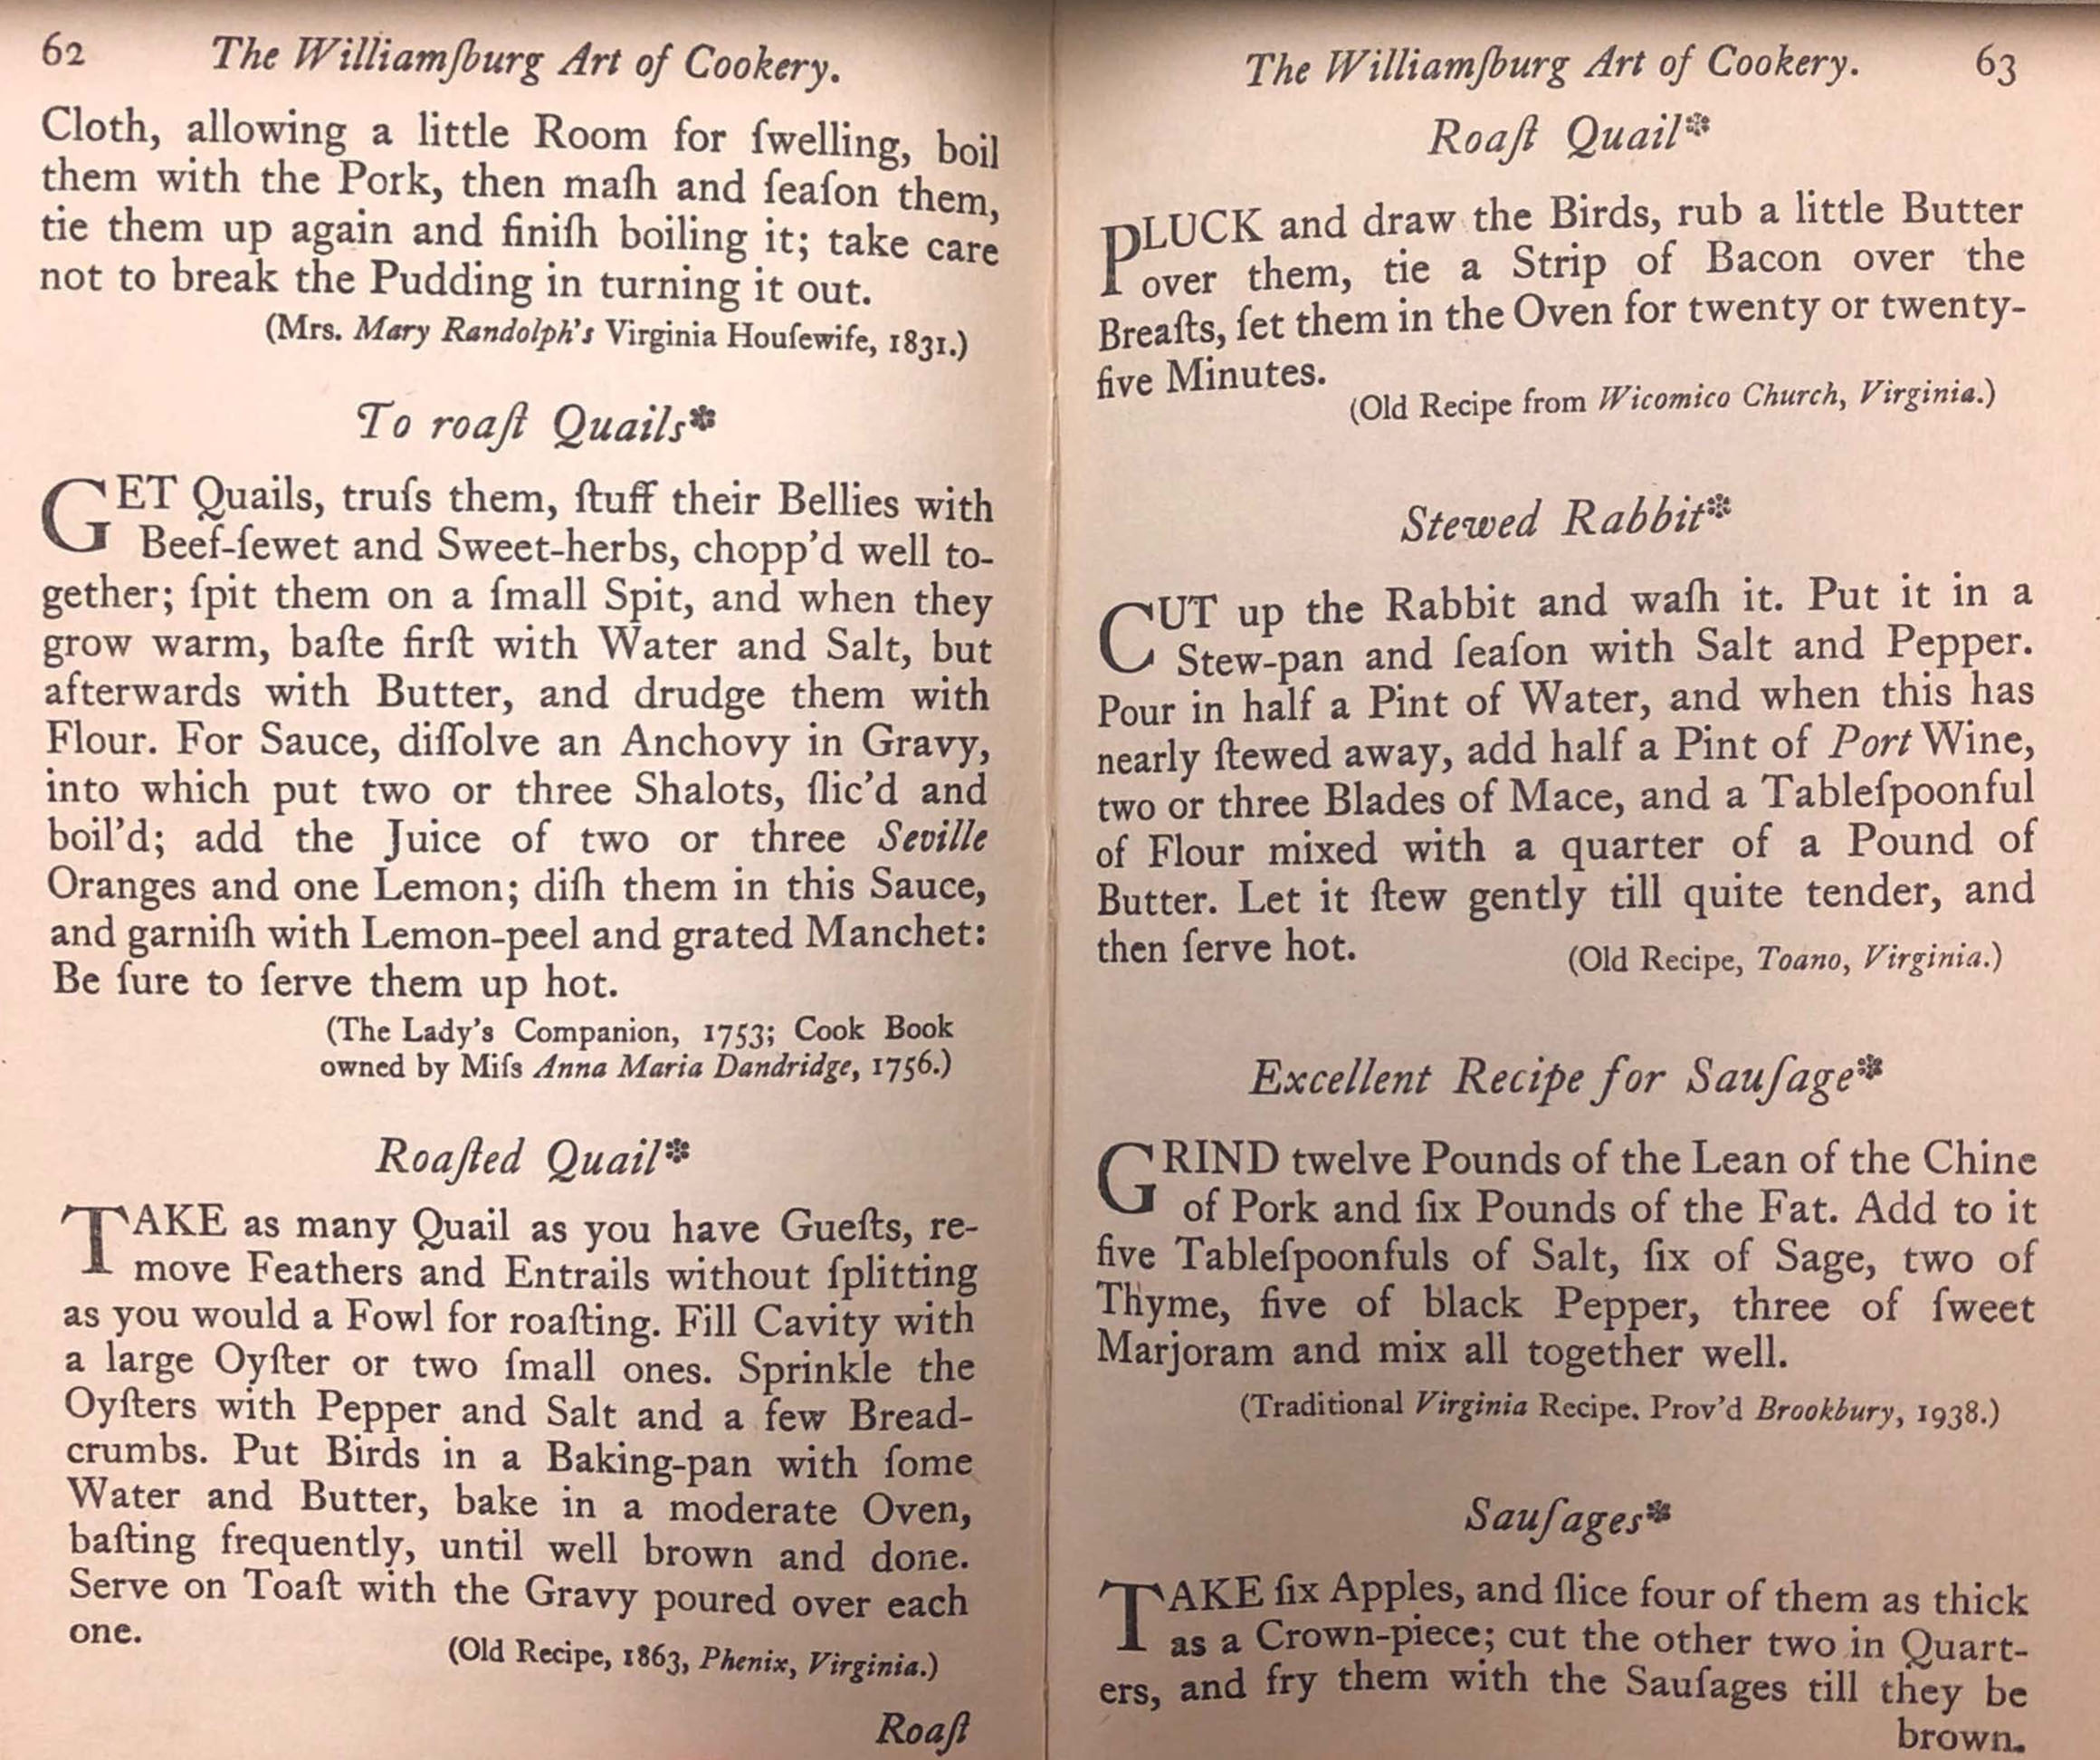 62 The Williamſburg Art of Cookery.
Cloth, allowing a little Room for ſwelling, boil
them with the Pork, then maſh and ſeaſon them,
tie them up again and finiſh boiling it; take care
not to break the Pudding in turning it out.
(Mrs. Mary Randolph's Virginia Houſewife, 1831.)
To roaſt Quails*
GET Quails, truſs them, ſtuff their Bellies with
Beef-ſewet and Sweet-herbs, chopp'd well to-
gether; ſpit them on a ſmall Spit, and when they
grow warm, baſte firſt with Water and Salt, but
afterwards with Butter, and drudge them with
Flour. For Sauce, diſſolve an Anchovy in Gravy,
into which put two or three Shalots, ſlic'd and
boil'd; add the Juice of two or three Seville
Oranges and one Lemon; diſh them in this Sauce,
and garniſh with Lemon-peel and grated Manchet:
Be ſure to ſerve them up hot.
(The Lady's Companion, 1753; Cook Book
owned by Miſs Anna Maria Dandridge, 1756.)
Roaſted Quail*
TAKE as many Quail as you have Gueſts, re-
move Feathers and Entrails without ſplitting
as you would a Fowl for roaſting. Fill Cavity with
a large Oyſter or two ſmall ones. Sprinkle the
Oyſters with Pepper and Salt and a few Bread-
crumbs. Put Birds in a Baking-pan with ſome
Water and Butter, bake in a moderate Oven,
baſting frequently, until well brown and done.
Serve on Toaſt with the Gravy poured over each
one.
(Old Recipe, 1863, Phenix, Virginia.)
Roaſt
The Williamſburg Art of Cookery. 63
Roaſt Quail*
PLUCK and draw the Birds, rub a little Butter
over them, tie a Strip of Bacon over the
Breaſts, ſet them in the Oven for twenty or twenty-
five Minutes.
(Old Recipe from Wicomico Church, Virginia.)
Stewed Rabbit*
CUT up the Rabbit and waſh it. Put it in a
Stew-pan and ſeaſon with Salt and Pepper.
Pour in half a Pint of Water, and when this has
nearly ſtewed away, add half a Pint of Port Wine,
two or three Blades of Mace, and a Tableſpoonful
of Flour mixed with a quarter of a Pound of
Butter. Let it ſtew gently till quite tender, and
then ſerve hot. (Old Recipe, Toano, Virginia.)
Excellent Recipe for Sauſage*
GRIND twelve Pounds of the Lean of the Chine
of Pork and ſix Pounds of the Fat. Add to it
five Tableſpoonfuls of Salt, ſix of Sage, two of
Thyme, five of black Pepper, three of ſweet
Marjoram and mix all together well.
(Traditional Virginia Recipe. Prov'd Brookbury, 1938.)
Sauſages*
TAKE ſix Apples, and ſlice four of them as thick
as a Crown-piece; cut the other two in Quart-
ers, and fry them with the Sauſages till they be
brown.